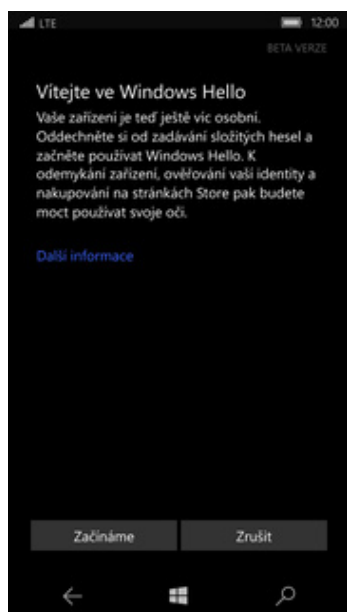 LTE 12:00
BETA VERZE
Vítejte ve Windows Hello
Vaše zařízení je teď ještě víc osobní.
Oddechněte si od zadávání složitých hesel a
začněte používat Windows Hello. K
odemykání zařízení, ověřování vaší identity a
nakupování na stránkách Store pak budete
moct používat svoje oči.
Další informace
Začínáme Zrušit